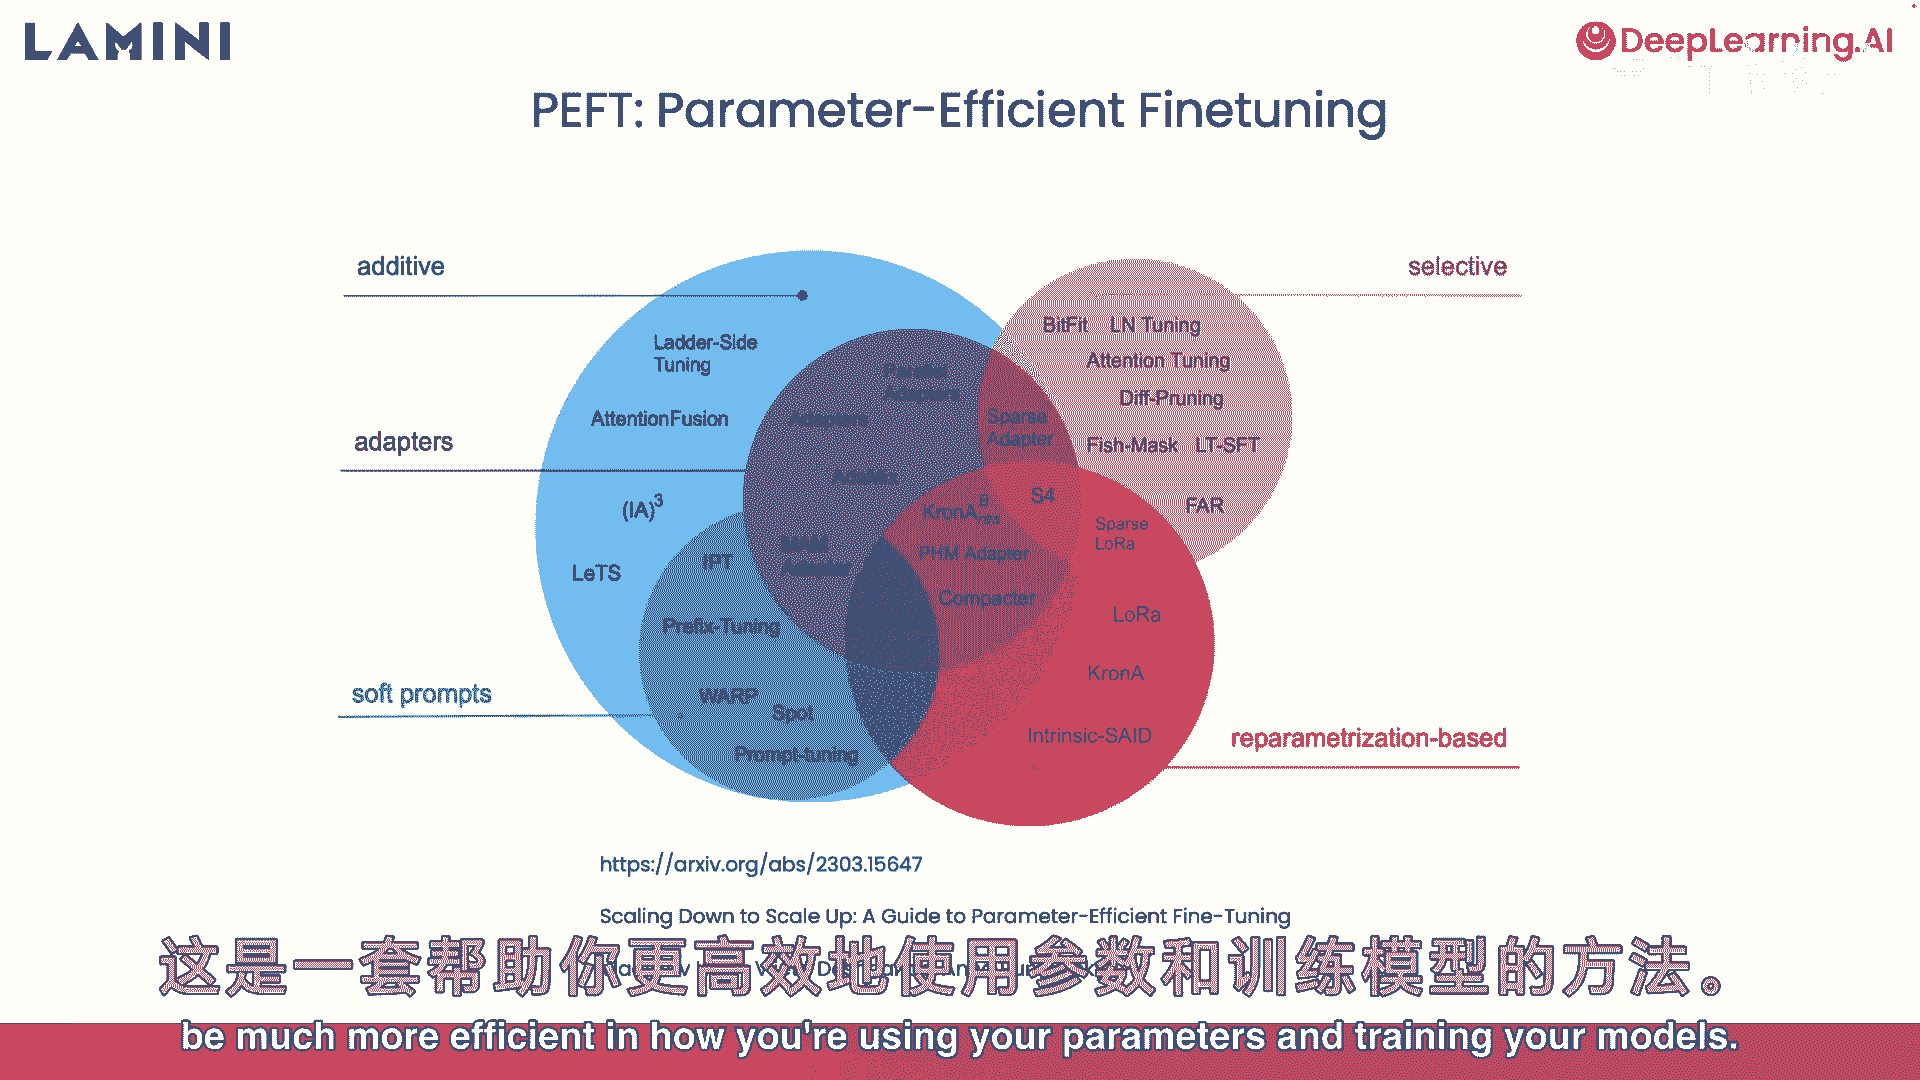 LAMINI
DeepLearning.AI
PEFT: Parameter-Efficient Finetuning
additive
selective
Ladder-Side
Tuning
AttentionFusion
adapters
(IA)³
LeTS
Parallel
Adapters
Adapters
AdaMix
MAM
Adapter
Sparse
Adapter
BitFit LN Tuning
Attention Tuning
Diff-Pruning
Fish-Mask LT-SFT
FAR
S4
KronA B res
PHM Adapter
Compacter
Sparse
LoRa
LoRa
KronA
Intrinsic-SAID
IPT
Prefix-Tuning
WARP
Spot
Prompt-tuning
soft prompts
reparametrization-based
https://arxiv.org/abs/2303.15647
Scaling Down to Scale Up: A Guide to Parameter-Efficient Fine-Tuning
这是一套帮助你更高效地使用参数和训练模型的方法。
be much more efficient in how you're using your parameters and training your models.